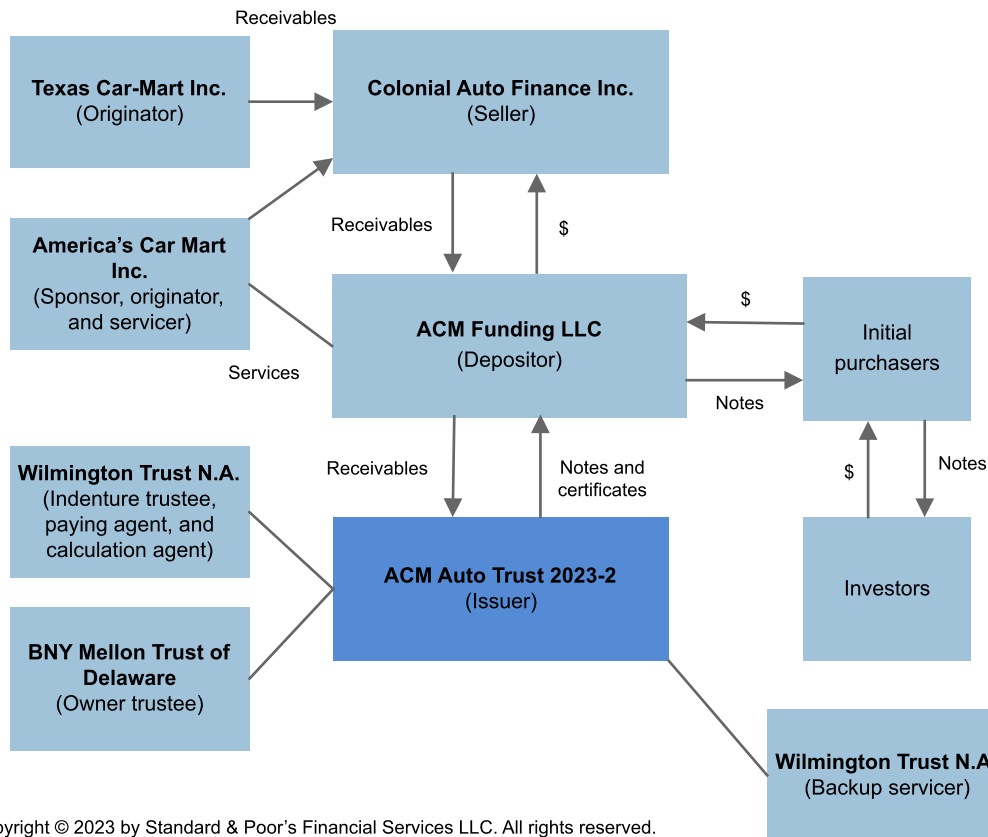 Receivables
Texas Car-Mart Inc.
(Originator)
Colonial Auto Finance Inc.
(Seller)
Receivables
$
America’s Car Mart
Inc.
(Sponsor, originator,
and servicer)
Services
ACM Funding LLC
(Depositor)
$
Notes
Initial
purchasers
Receivables
Notes and
certificates
$
Notes
Wilmington Trust N.A.
(Indenture trustee,
paying agent, and
calculation agent)
ACM Auto Trust 2023-2
(Issuer)
Investors
BNY Mellon Trust of
Delaware
(Owner trustee)
Wilmington Trust N.A
(Backup servicer)
pyright © 2023 by Standard & Poor’s Financial Services LLC. All rights reserved.